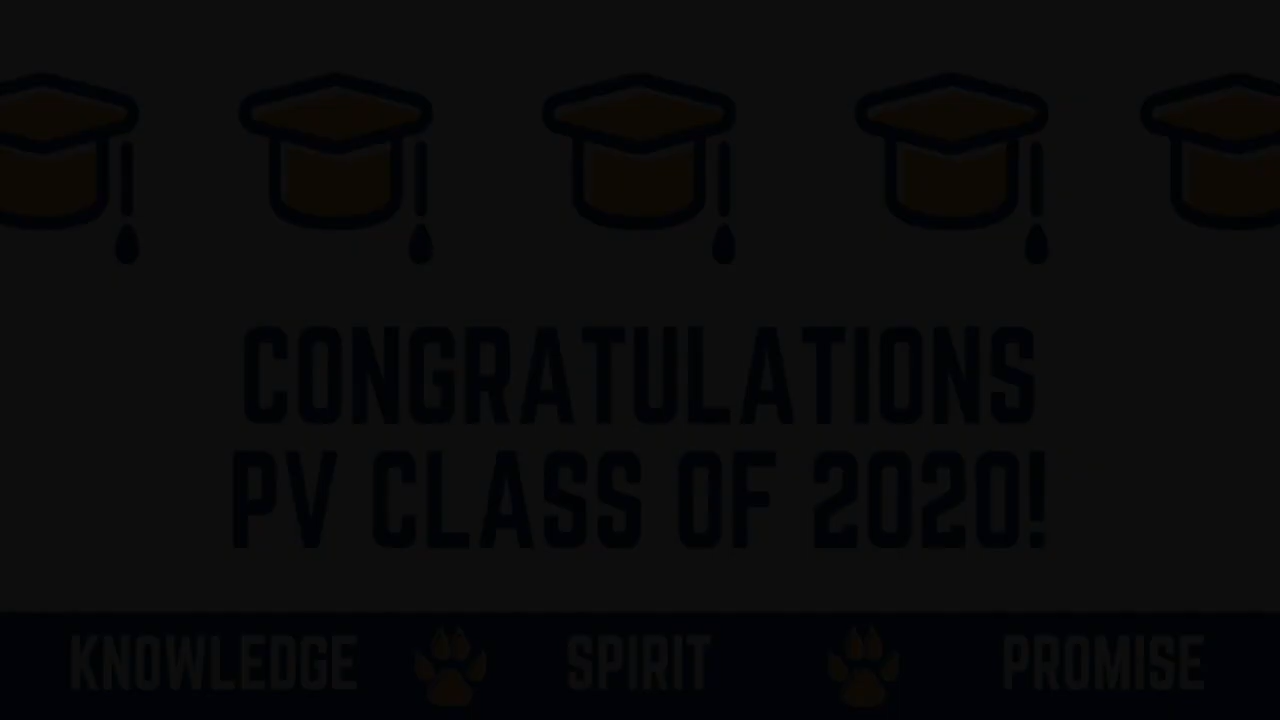 CONGRATULATIONS
PV CLASS OF 2020!
KNOWLEDGE SPIRIT PROMISE